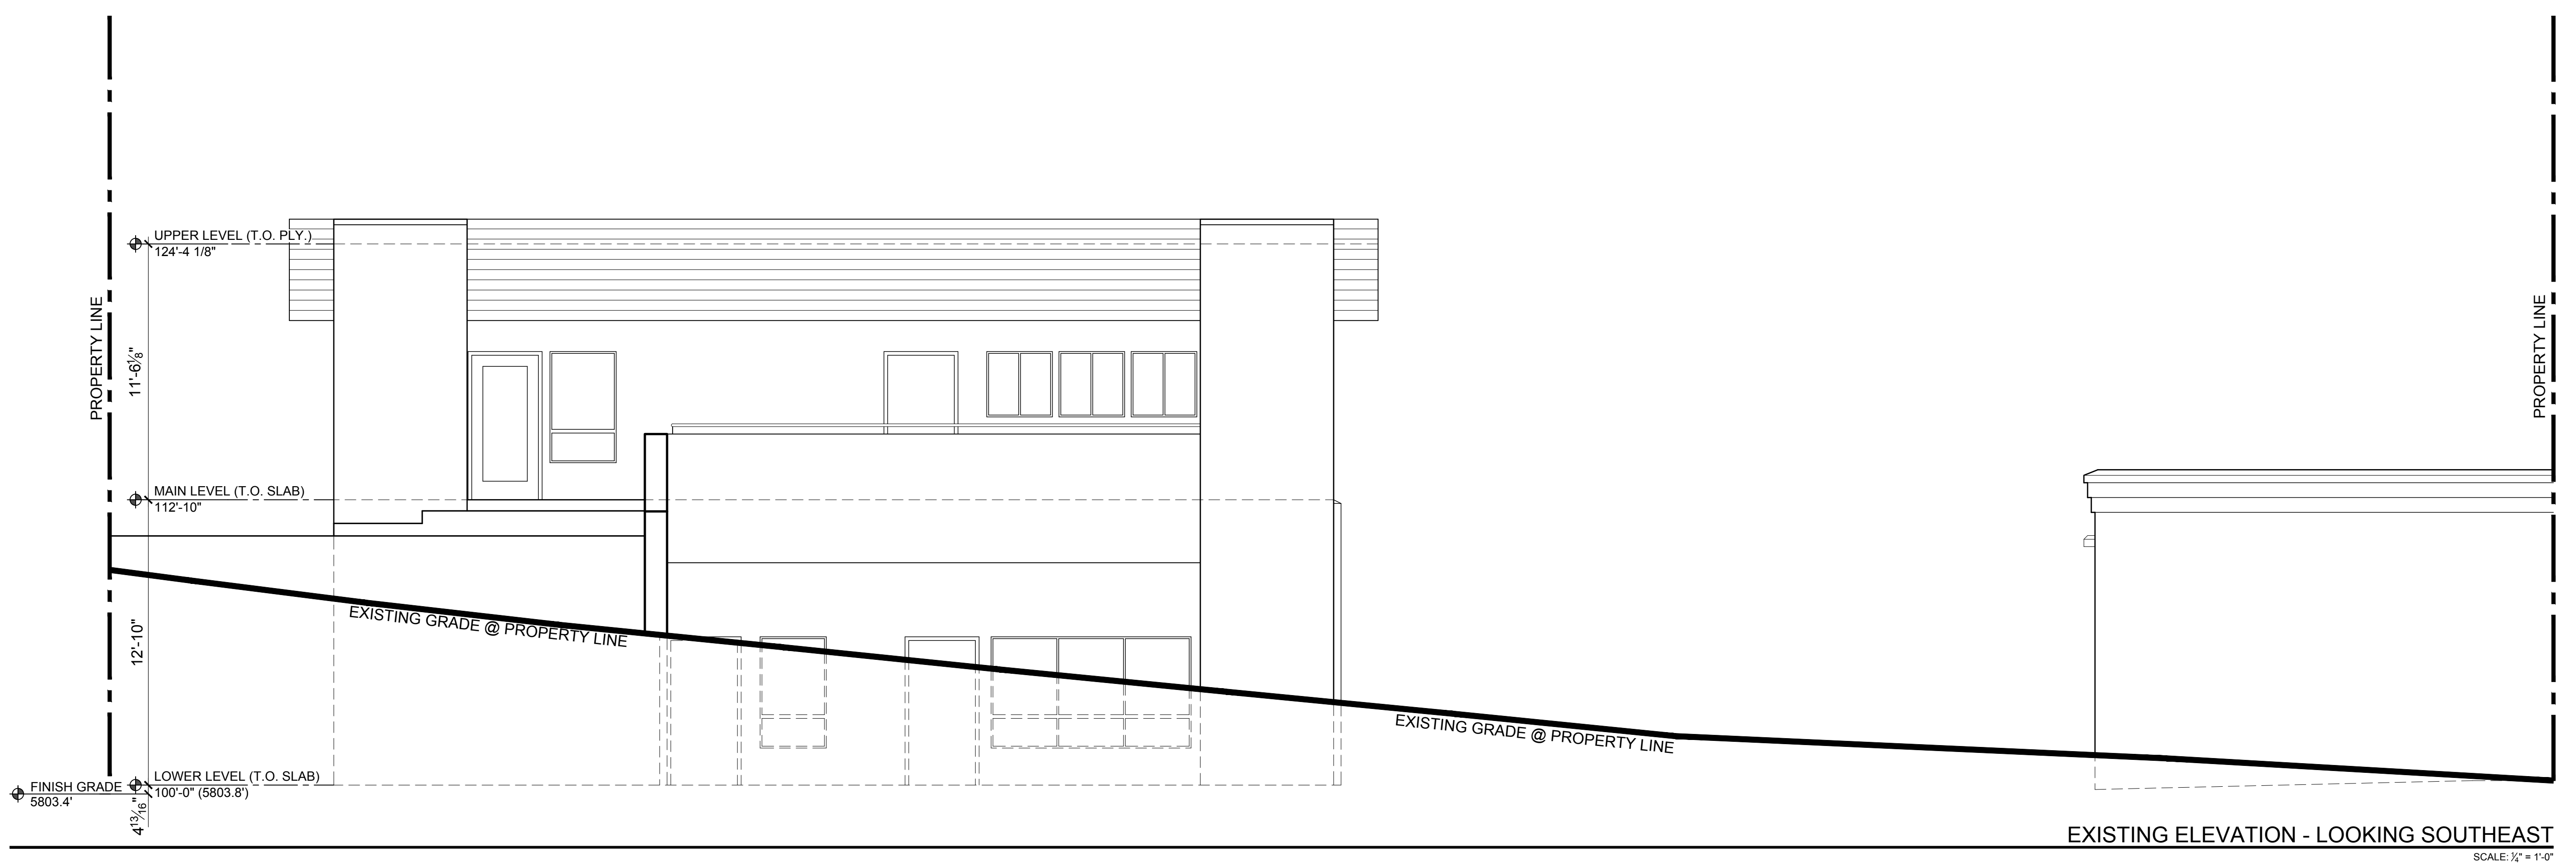 UPPER LEVEL (T.O. PLY.)
124'-4 1/8"
PROPERTY LINE
11'-6 1/8"
PROPERTY LINE
MAIN LEVEL (T.O. SLAB)
112'-10"
12'-10"
EXISTING GRADE @ PROPERTY LINE
EXISTING GRADE @ PROPERTY LINE
LOWER LEVEL (T.O. SLAB)
100'-0" (5803.8')
FINISH GRADE
5803.4'
4 13/16"
EXISTING ELEVATION - LOOKING SOUTHEAST
SCALE: 1/4" = 1'-0"